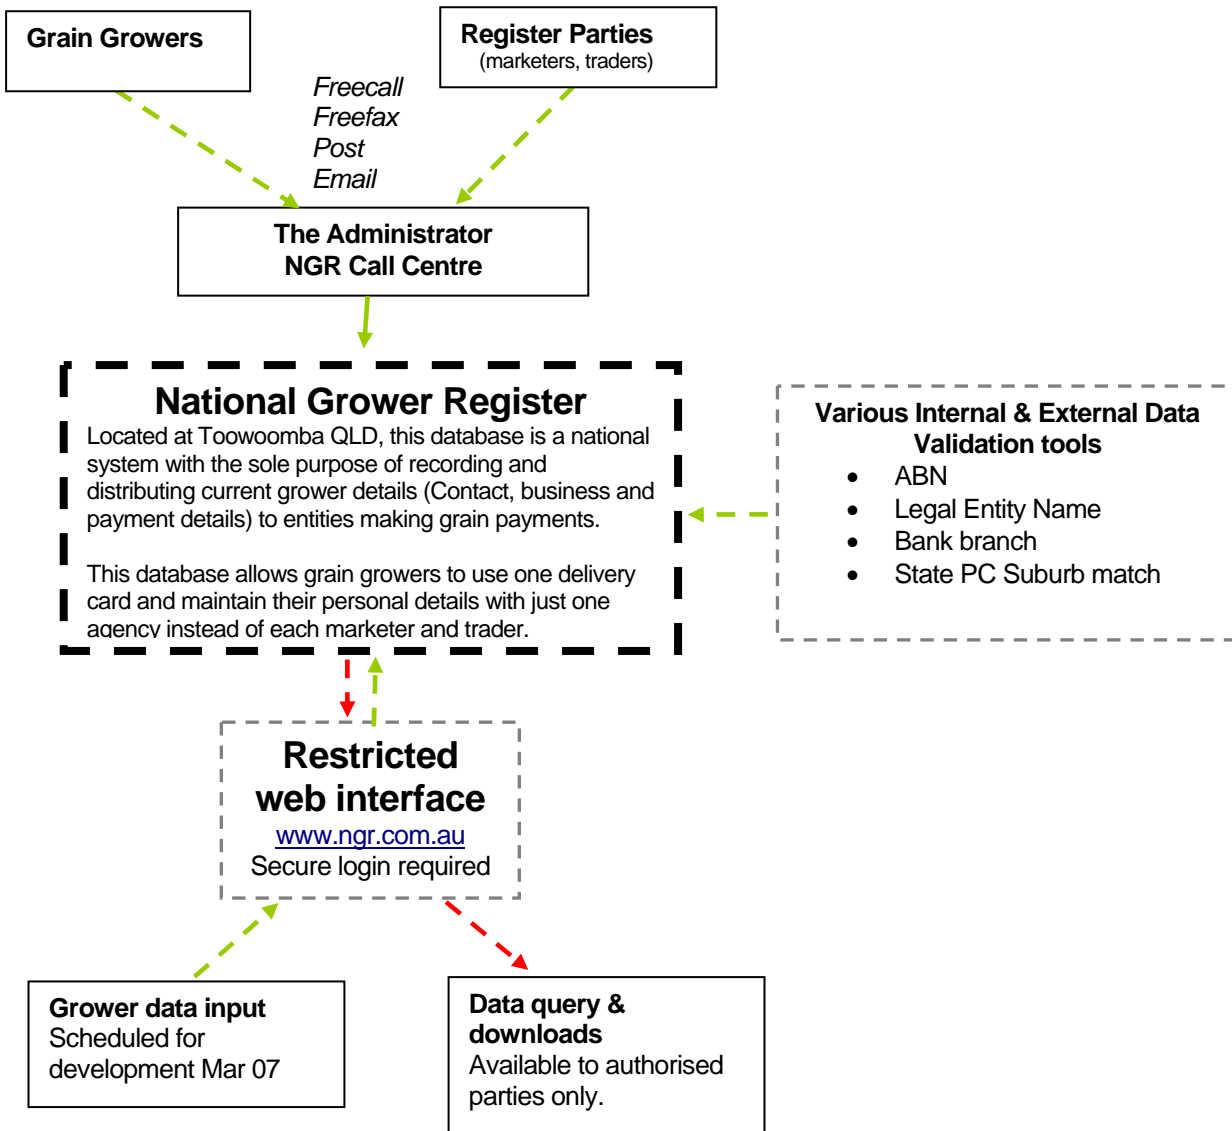 Grain Growers
Register Parties
(marketers, traders)
Freecall
Freefax
Post
Email
The Administrator
NGR Call Centre
National Grower Register
Located at Toowoomba QLD, this database is a national
system with the sole purpose of recording and
distributing current grower details (Contact, business and
payment details) to entities making grain payments.
This database allows grain growers to use one delivery
card and maintain their personal details with just one
agency instead of each marketer and trader.
Various Internal & External Data
Validation tools
• ABN
• Legal Entity Name
• Bank branch
• State PC Suburb match
Restricted
web interface
www.ngr.com.au
Secure login required
Grower data input
Scheduled for
development Mar 07
Data query &
downloads
Available to authorised
parties only.